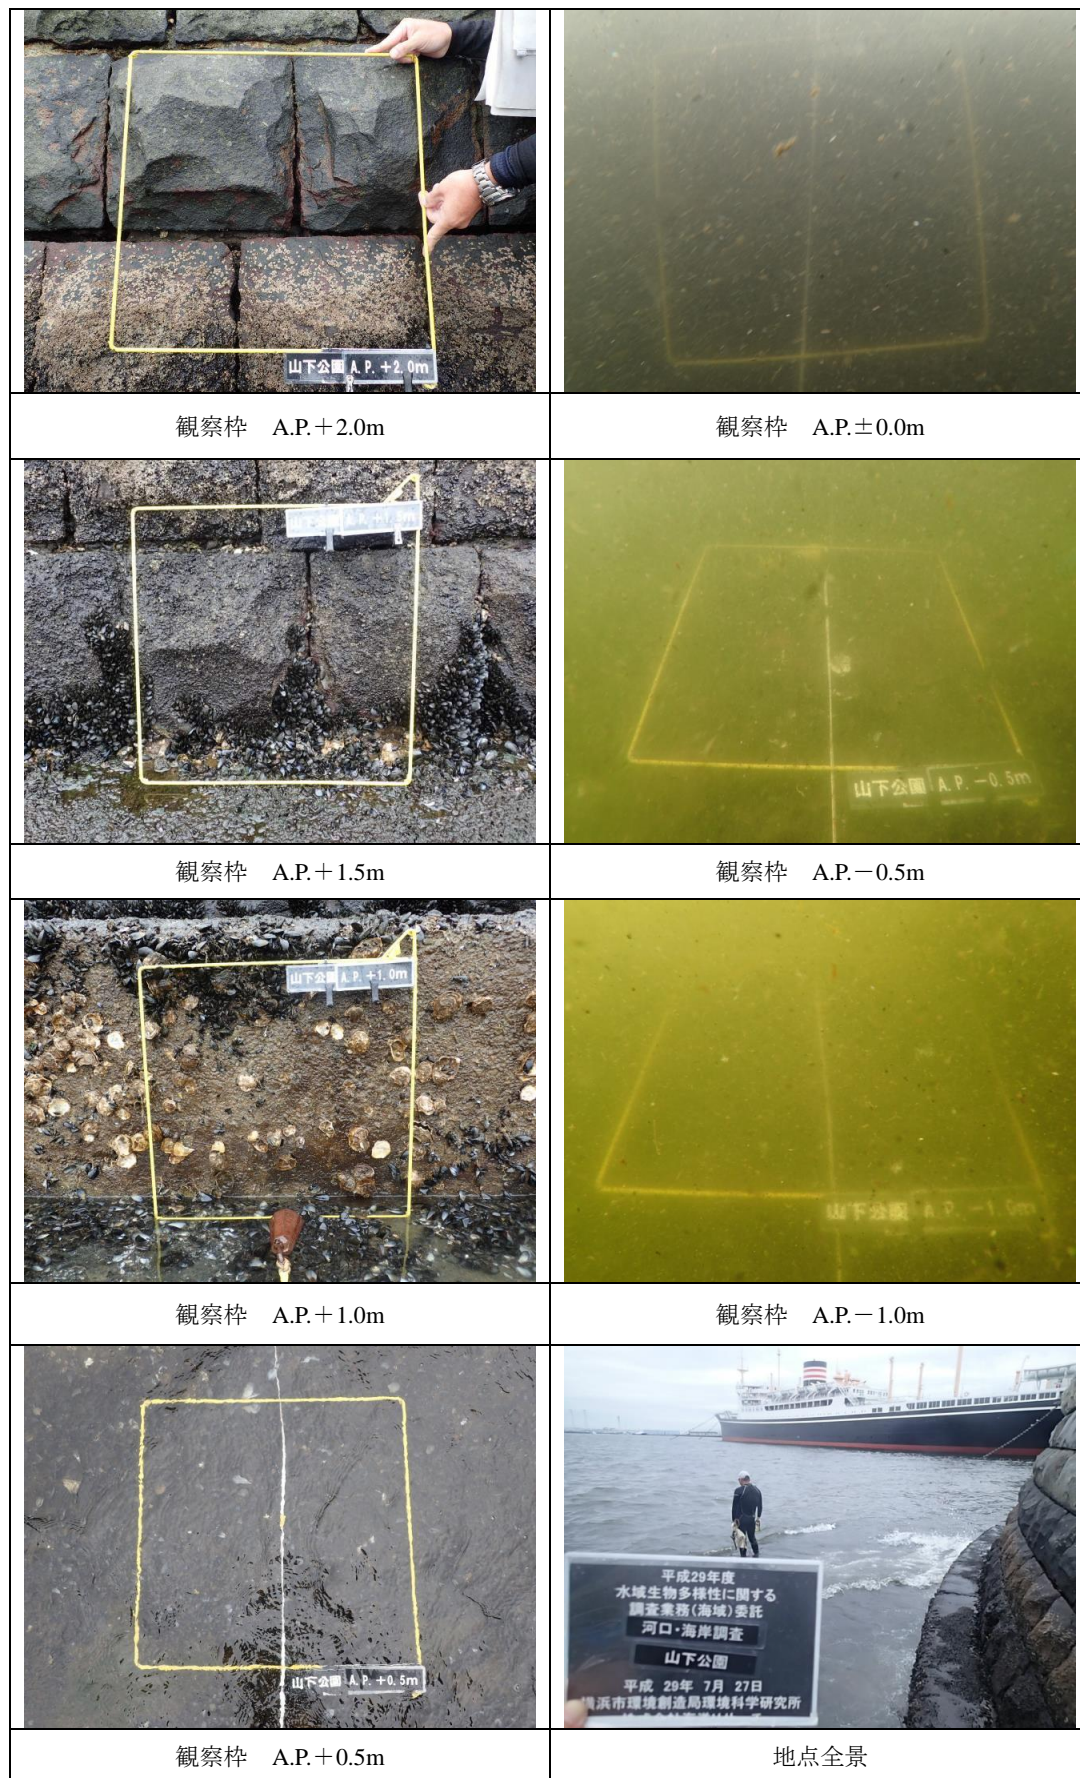 山下公園 A.P.+2.0m
観察枠 A.P.＋2.0m
観察枠 A.P.±0.0m
山下公園 A.P.+1.5m
観察枠 A.P.＋1.5m
山下公園 A.P.-0.5m
観察枠 A.P.－0.5m
山下公園 A.P.+1.0m
観察枠 A.P.＋1.0m
山下公園 A.P.-1.0m
観察枠 A.P.－1.0m
山下公園 A.P.+0.5m
観察枠 A.P.＋0.5m
平成29年度
水域生物多様性に関する
調査業務(海域)委託
河口・海岸調査
山下公園
平成 29年 7月 27日
横浜市環境創造局環境科学研究所
地点全景